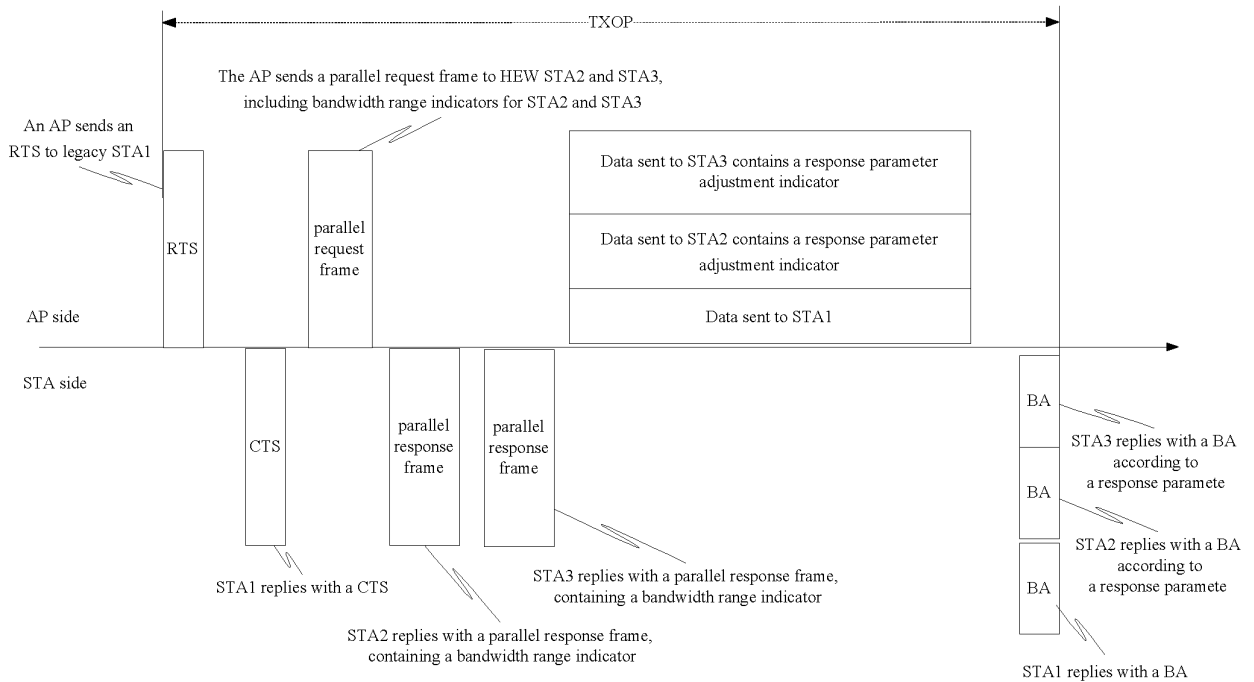 TXOP
The AP sends a parallel request frame to HEW STA2 and STA3,
including bandwidth range indicators for STA2 and STA3
An AP sends an
RTS to legacy STA1
RTS
parallel
request
frame
Data sent to STA3 contains a response parameter
adjustment indicator
Data sent to STA2 contains a response parameter
adjustment indicator
Data sent to STA1
AP side
STA side
CTS
parallel
response
frame
parallel
response
frame
BA
STA3 replies with a BA
according to
a response paramete
BA
STA2 replies with a BA
according to
a response paramete
BA
STA1 replies with a BA
STA1 replies with a CTS
STA3 replies with a parallel response frame,
containing a bandwidth range indicator
STA2 replies with a parallel response frame,
containing a bandwidth range indicator